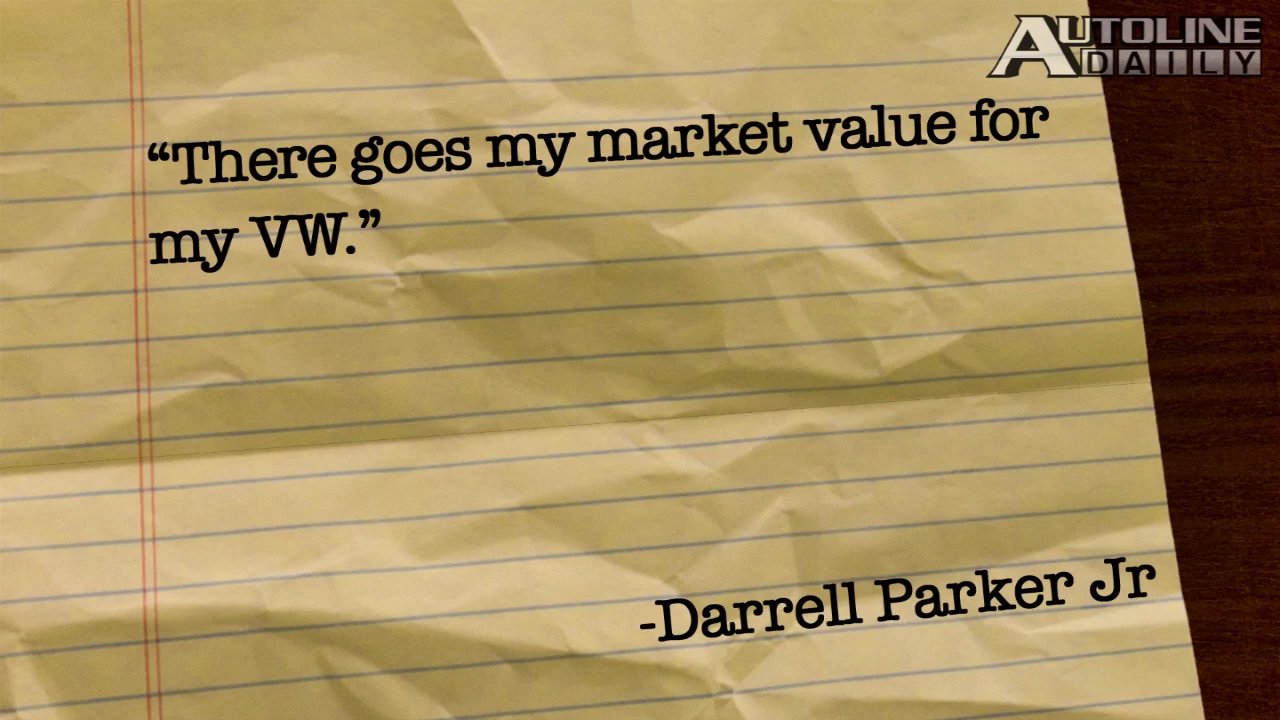 AUTOLINE
DAILY
“There goes my market value for
my VW.”
-Darrell Parker Jr